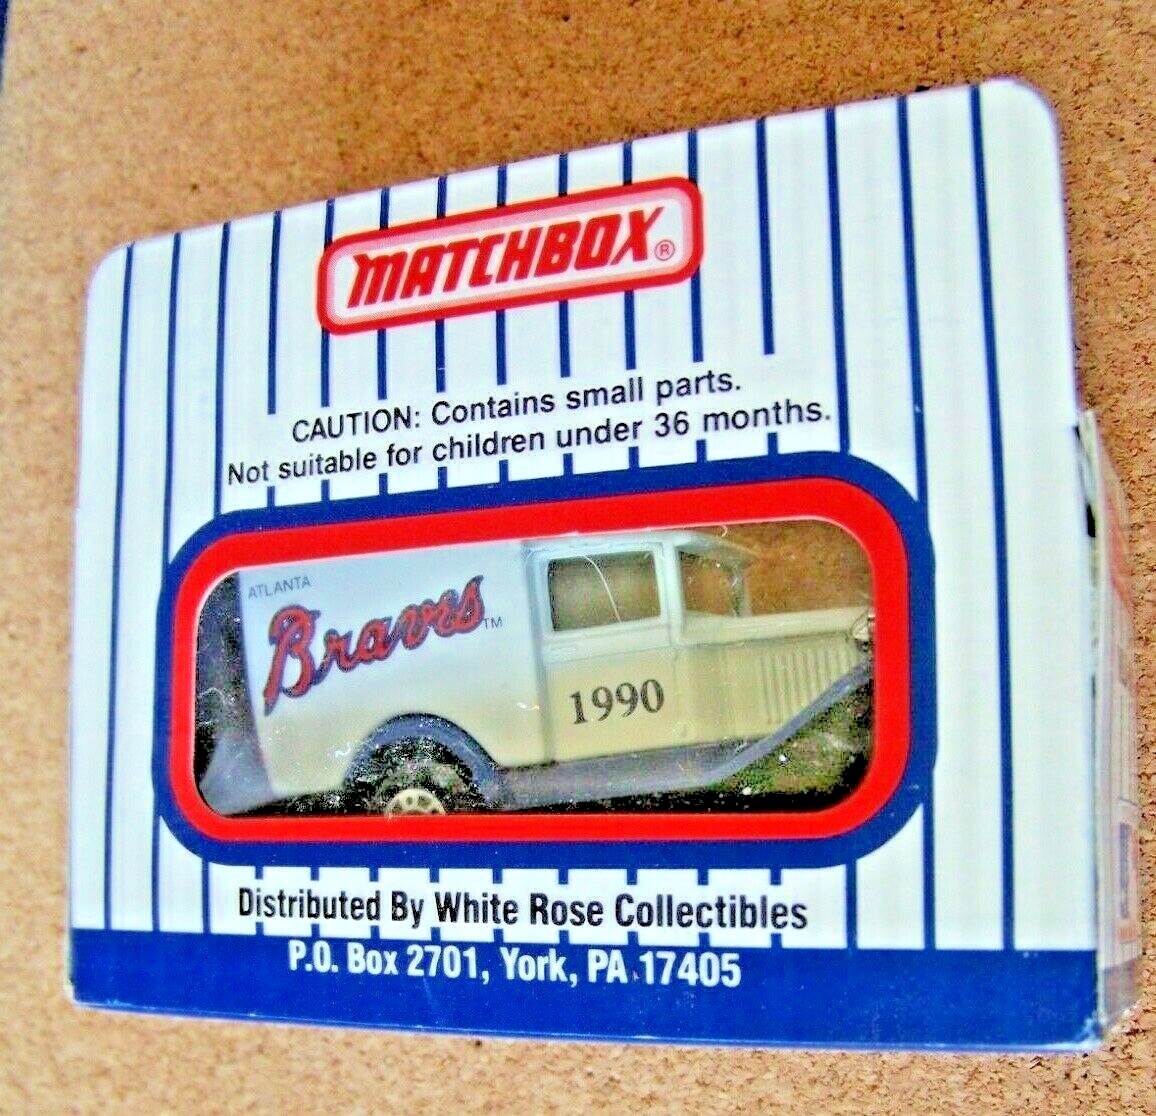 MATCHBOX®
CAUTION: Contains small parts.
Not suitable for children under 36 months.
ATLANTA
Braves™
1990
Distributed By White Rose Collectibles
P.O. Box 2701, York, PA 17405